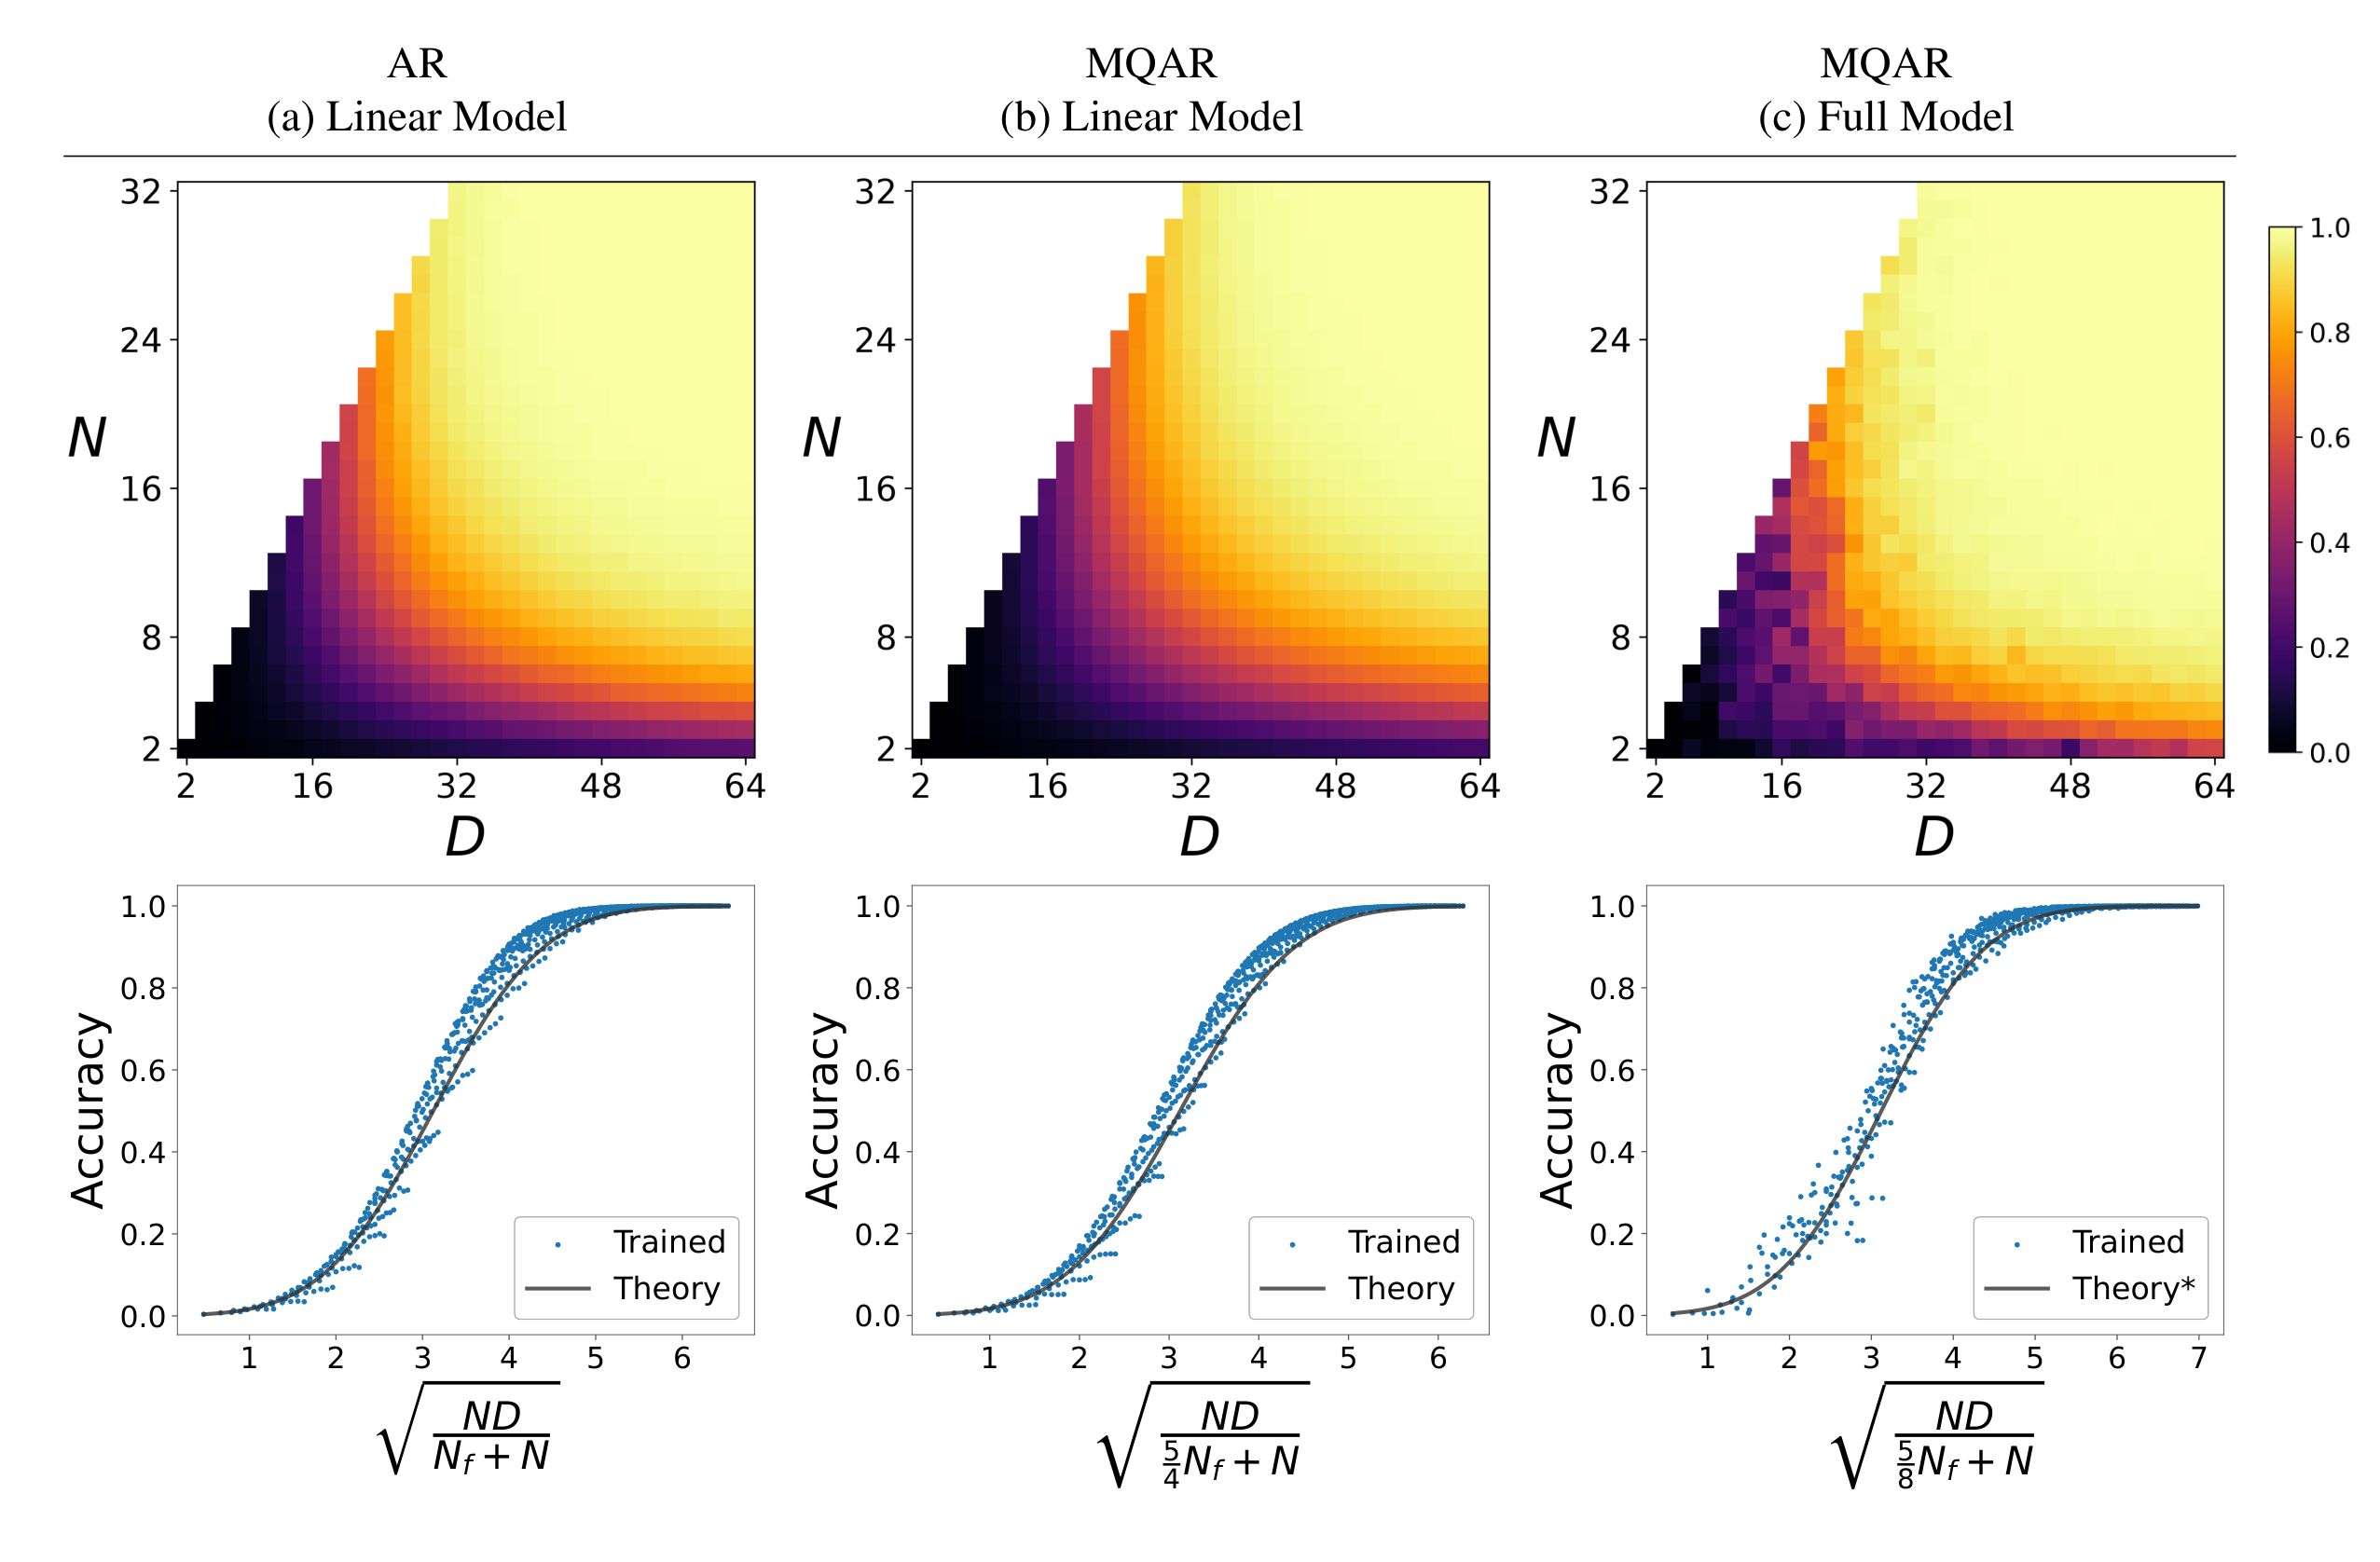 AR
(a) Linear Model
MQAR
(b) Linear Model
MQAR
(c) Full Model
32
24
16
8
2
N
2 16 32 48 64
D
32
24
16
8
2
N
2 16 32 48 64
D
32
24
16
8
2
N
2 16 32 48 64
D
1.0
0.8
0.6
0.4
0.2
0.0
1.0
0.8
0.6
0.4
0.2
0.0
Accuracy
Trained
Theory
1 2 3 4 5 6
√(ND / (N_f + N))
1.0
0.8
0.6
0.4
0.2
0.0
Accuracy
Trained
Theory
1 2 3 4 5 6
√(ND / (5/4 N_f + N))
1.0
0.8
0.6
0.4
0.2
0.0
Accuracy
Trained
Theory*
1 2 3 4 5 6 7
√(ND / (5/8 N_f + N))